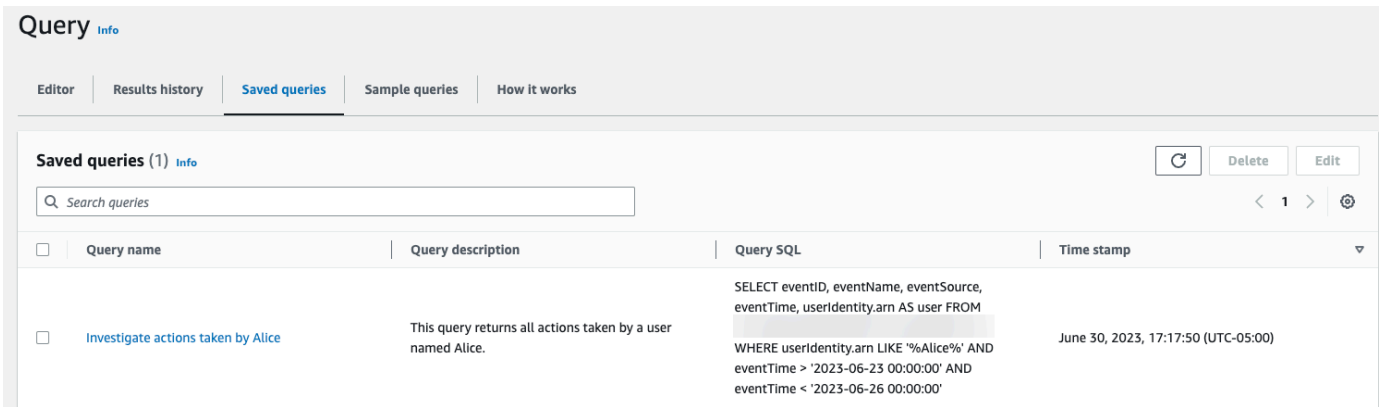 Query Info
Editor Results history Saved queries Sample queries How it works
Saved queries (1) Info
Delete Edit
Search queries
1
Query name Query description Query SQL Time stamp
Investigate actions taken by Alice
This query returns all actions taken by a user
named Alice.
SELECT eventID, eventName, eventSource,
eventTime, userIdentity.arn AS user FROM
WHERE userIdentity.arn LIKE '%Alice%' AND
eventTime > '2023-06-23 00:00:00' AND
eventTime < '2023-06-26 00:00:00'
June 30, 2023, 17:17:50 (UTC-05:00)